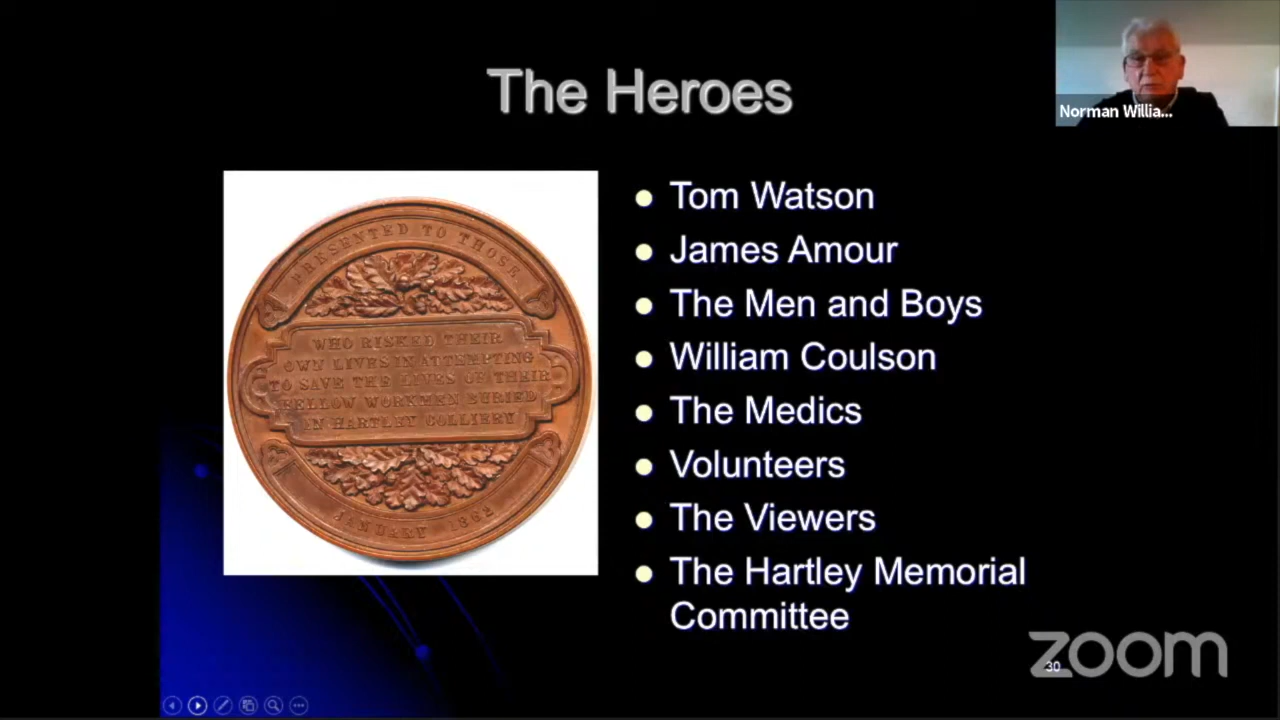 The Heroes
Norman Willia...
PRESENTED TO THOSE
WHO RISKED THEIR
OWN LIVES IN ATTEMPTING
TO SAVE THE LIVES OF THEIR
FELLOW WORKMEN BURIED
IN HARTLEY COLLIERY
JANUARY 1862
Tom Watson
James Amour
The Men and Boys
William Coulson
The Medics
Volunteers
The Viewers
The Hartley Memorial
Committee
zoom
30